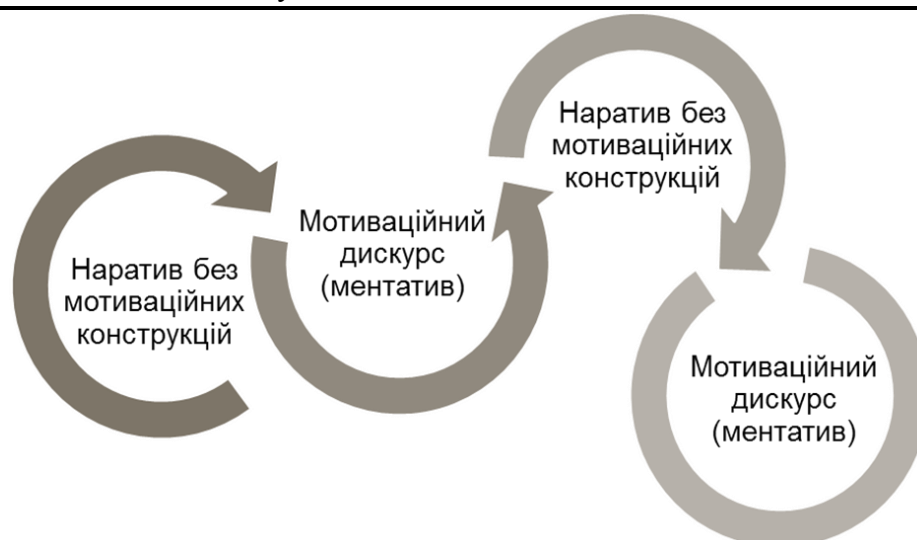 Наратив без
мотиваційних
конструкцій
Мотиваційний
дискурс
(ментатив)
Наратив без
мотиваційних
конструкцій
Мотиваційний
дискурс
(ментатив)